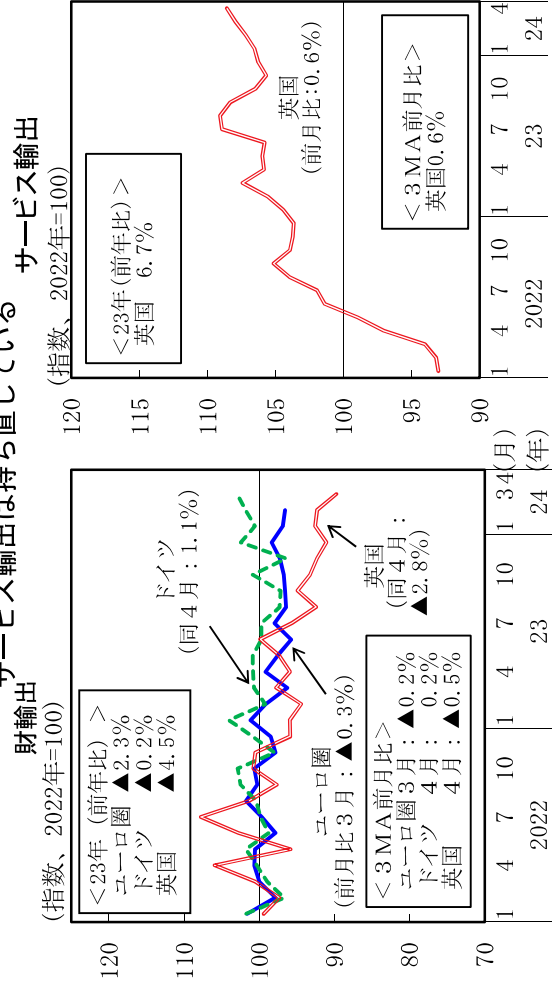 サービス輸出は持ち直している
財輸出
(指数、2022年=100)
<23年 (前年比) >
ユーロ圏 ▲2.3%
ドイツ ▲0.2%
英国 ▲4.5%
ドイツ
(同4月:1.1%)
ユーロ圏
(前月比3月:▲0.3%)
英国
(同4月:
▲2.8%)
<3MA前月比>
ユーロ圏3月:▲0.2%
ドイツ 4月: 0.2%
英国 4月:▲0.5%
120
110
100
90
80
70
1 4 7 10 1 4 7 10 1 3 4(月)
2022 23 24 (年)
サービス輸出
(指数、2022年=100)
<23年(前年比)>
英国 6.7%
英国
(前月比:0.6%)
<3MA前月比>
英国0.6%
120
115
110
105
100
95
90
1 4 7 10 1 4 7 10 1 4
2022 23 24